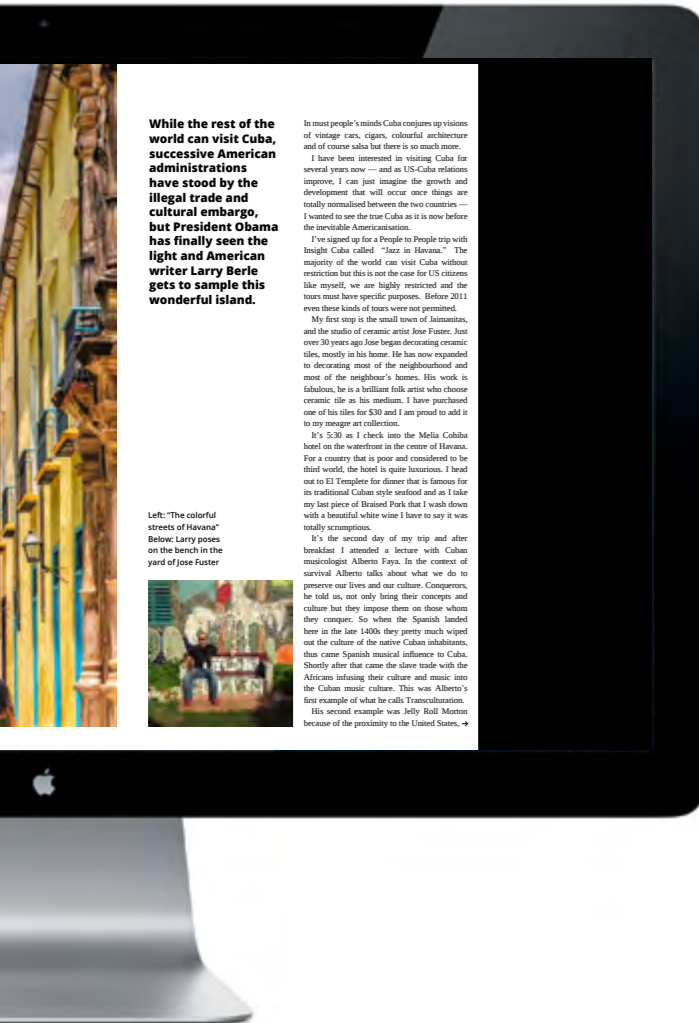 While the rest of the
world can visit Cuba,
successive American
administrations
have stood by the
illegal trade and
cultural embargo,
but President Obama
has finally seen the
light and American
writer Larry Berle
gets to sample this
wonderful island.
Left: “The colorful
streets of Havana”
Below: Larry poses
on the bench in the
yard of Jose Fuster
In must people’s minds Cuba conjures up visions
of vintage cars, cigars, colourful architecture
and of course salsa but there is so much more.
I have been interested in visiting Cuba for
several years now — and as US-Cuba relations
improve, I can just imagine the growth and
development that will occur once things are
totally normalised between the two countries —
I wanted to see the true Cuba as it is now before
the inevitable Americanisation.
I’ve signed up for a People to People trip with
Insight Cuba called “Jazz in Havana.” The
majority of the world can visit Cuba without
restriction but this is not the case for US citizens
like myself, we are highly restricted and the
tours must have specific purposes. Before 2011
even these kinds of tours were not permitted.
My first stop is the small town of Jaimanitas,
and the studio of ceramic artist Jose Fuster. Just
over 30 years ago Jose began decorating ceramic
tiles, mostly in his home. He has now expanded
to decorating most of the neighbourhood and
most of the neighbour’s homes. His work is
fabulous, he is a brilliant folk artist who choose
ceramic tile as his medium. I have purchased
one of his tiles for $30 and I am proud to add it
to my meagre art collection.
It’s 5:30 as I check into the Melia Cohiba
hotel on the waterfront in the centre of Havana.
For a country that is poor and considered to be
third world, the hotel is quite luxurious. I head
out to El Templete for dinner that is famous for
its traditional Cuban style seafood and as I take
my last piece of Braised Pork that I wash down
with a beautiful white wine I have to say it was
totally scrumptious.
It’s the second day of my trip and after
breakfast I attended a lecture with Cuban
musicologist Alberto Faya. In the context of
survival Alberto talks about what we do to
preserve our lives and our culture. Conquerors,
he told us, not only bring their concepts and
culture but they impose them on those whom
they conquer. So when the Spanish landed
here in the late 1400s they pretty much wiped
out the culture of the native Cuban inhabitants,
thus came Spanish musical influence to Cuba.
Shortly after that came the slave trade with the
Africans infusing their culture and music into
the Cuban music culture. This was Alberto’s
first example of what he calls Transculturation.
His second example was Jelly Roll Morton
because of the proximity to the United States, →